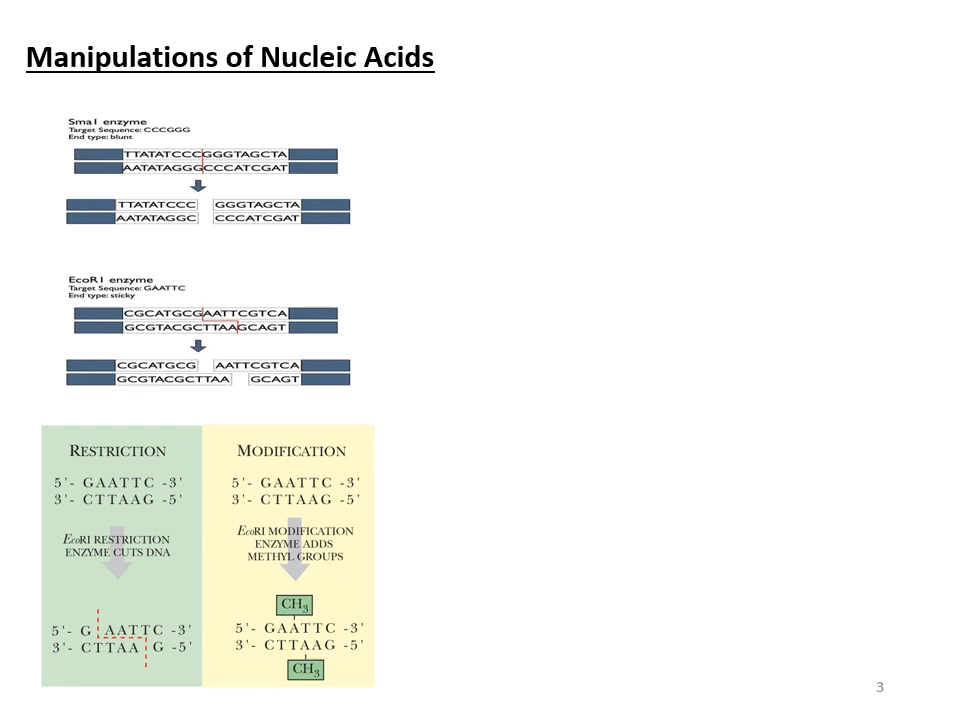 Manipulations of Nucleic Acids
Sma1 enzyme
Target Sequence: CCCGGG
End type: blunt
TTATATCCCGGGTAGCTA
AATATAGGGCCCATCGAT
TTATATCCC GGGTAGCTA
AATATAGGC CCCATCGAT
EcoR1 enzyme
Target Sequence: GAATTC
End type: sticky
CGCATGCGAATTCGTCA
GCGTACGCTTAAGCAGT
CGCATGCG AATTCGTCA
GCGTACGCTTAA GCAGT
RESTRICTION
5'- GAATTC -3'
3'- CTTAAG -5'
EcoRI RESTRICTION
ENZYME CUTS DNA
5'- G AATTC -3'
3'- CTTAA G -5'
MODIFICATION
5'- GAATTC -3'
3'- CTTAAG -5'
EcoRI MODIFICATION
ENZYME ADDS
METHYL GROUPS
CH3
5'- GAATTC -3'
3'- CTTAAG -5'
CH3
3